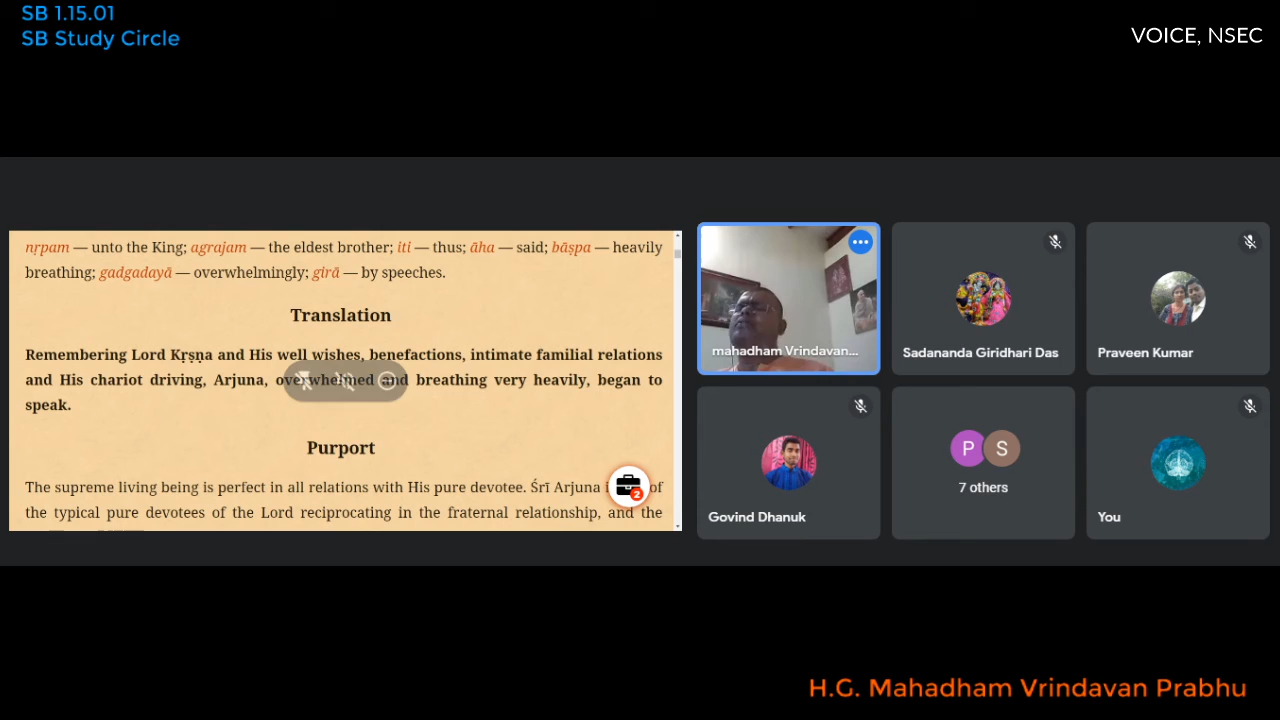 SB 1.15.01
SB Study Circle
VOICE, NSEC
nṛpam — unto the King; agrajam — the eldest brother; iti — thus; āha — said; bāṣpa — heavily
breathing; gadgadayā — overwhelmingly; girā — by speeches.
Translation
Remembering Lord Kṛṣṇa and His well wishes, benefactions, intimate familial relations
and His chariot driving, Arjuna, overwhelmed and breathing very heavily, began to
speak.
Purport
The supreme living being is perfect in all relations with His pure devotee. Śrī Arjuna of
the typical pure devotees of the Lord reciprocating in the fraternal relationship, and the
2
mahadham Vrindavan...
Sadananda Giridhari Das
Praveen Kumar
Govind Dhanuk
P
S
7 others
You
H.G. Mahadham Vrindavan Prabhu